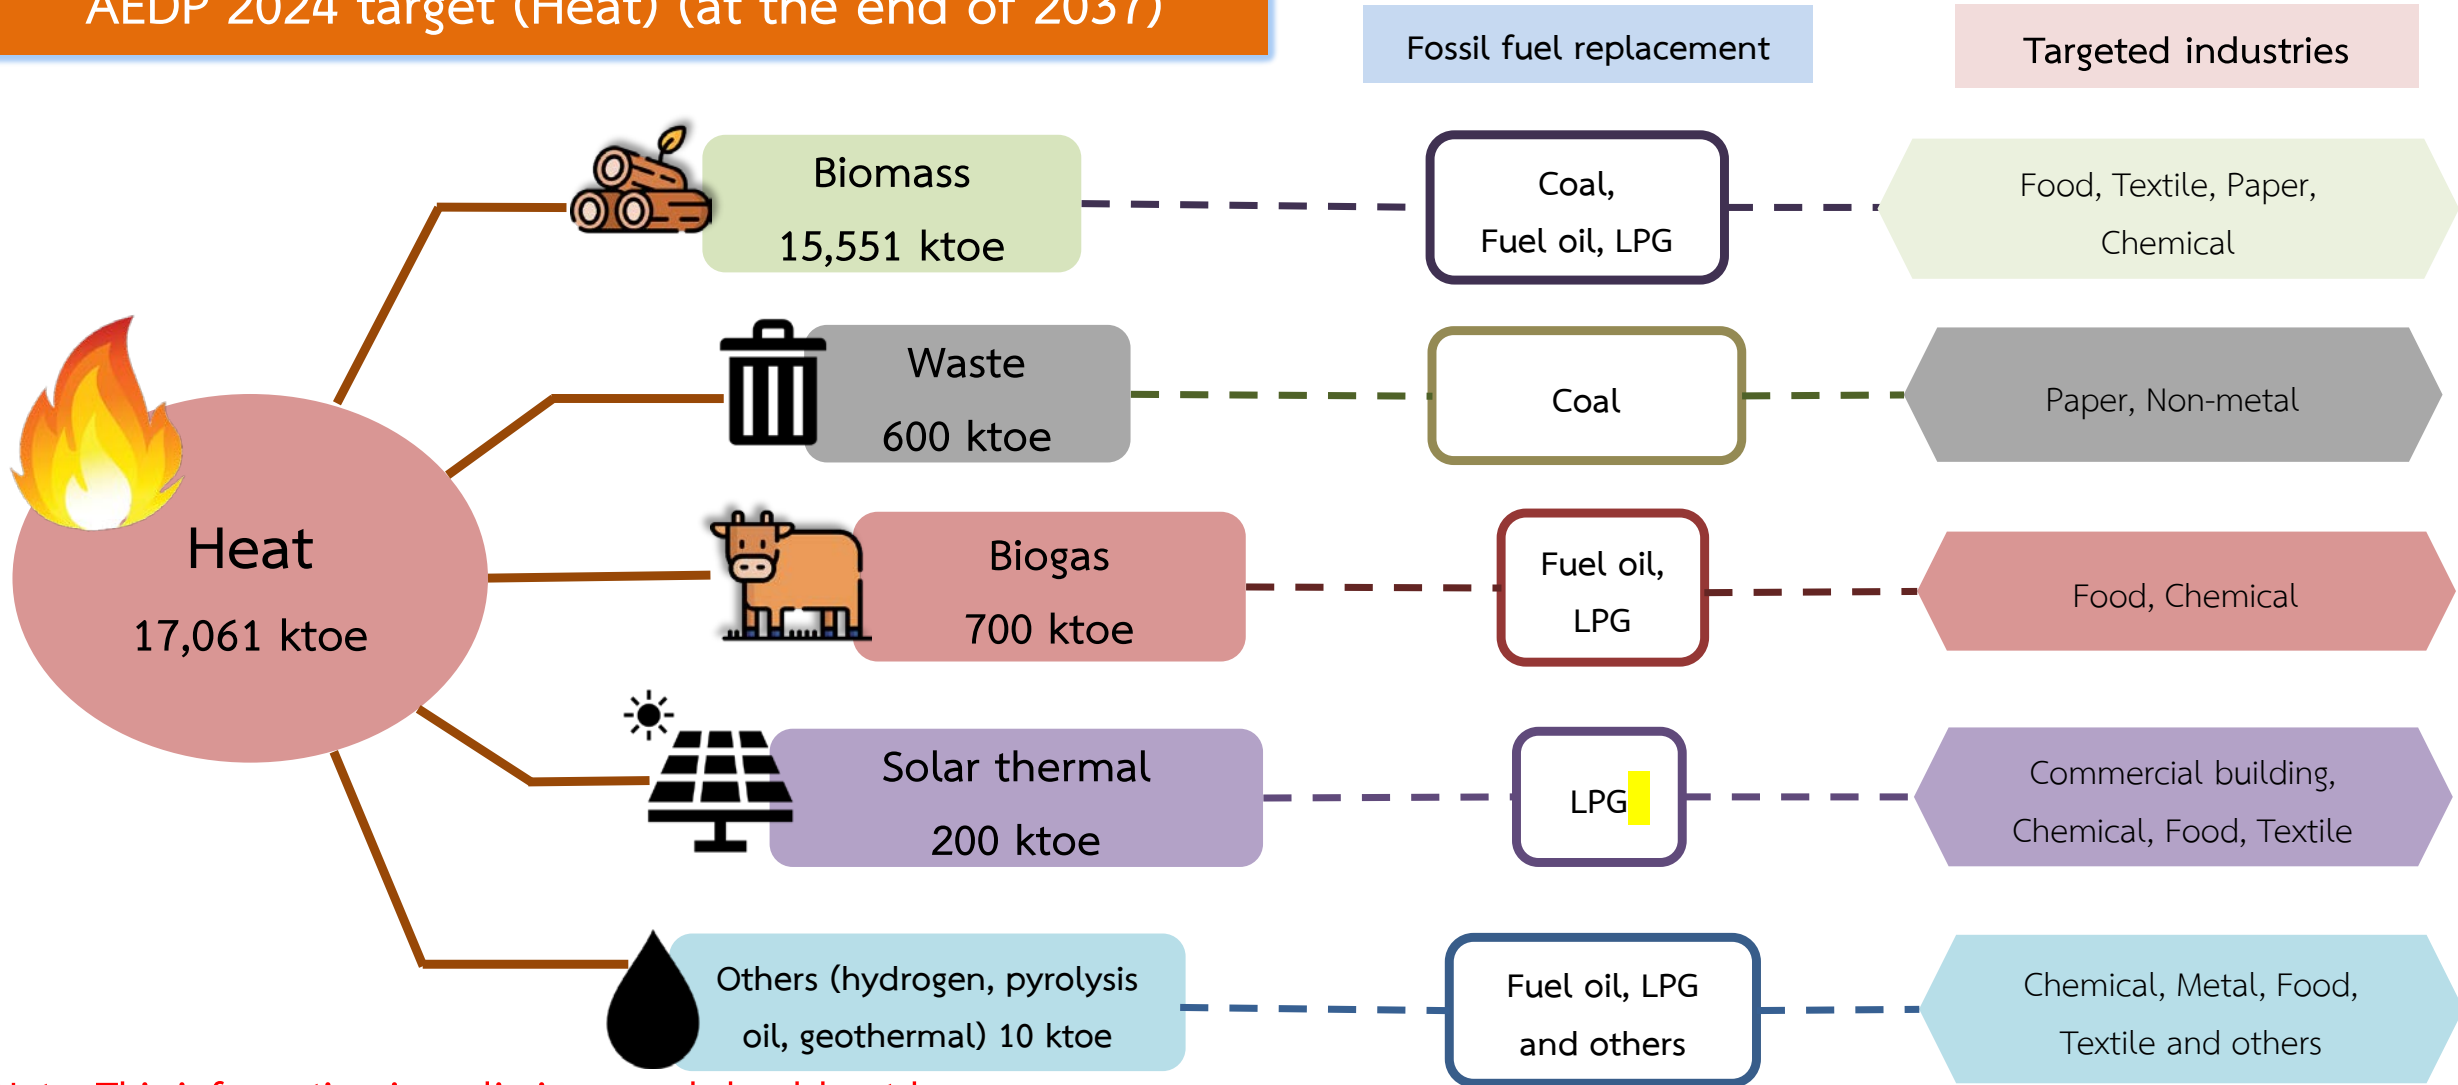 AEDP 2024 target (Heat) (at the end of 2037)
Fossil fuel replacement
Targeted industries
Biomass
15,551 ktoe
Coal,
Fuel oil, LPG
Food, Textile, Paper,
Chemical
Waste
600 ktoe
Coal
Paper, Non-metal
Heat
17,061 ktoe
Biogas
700 ktoe
Fuel oil,
LPG
Food, Chemical
Solar thermal
200 ktoe
LPG
Commercial building,
Chemical, Food, Textile
Others (hydrogen, pyrolysis
oil, geothermal) 10 ktoe
Fuel oil, LPG
and others
Chemical, Metal, Food,
Textile and others